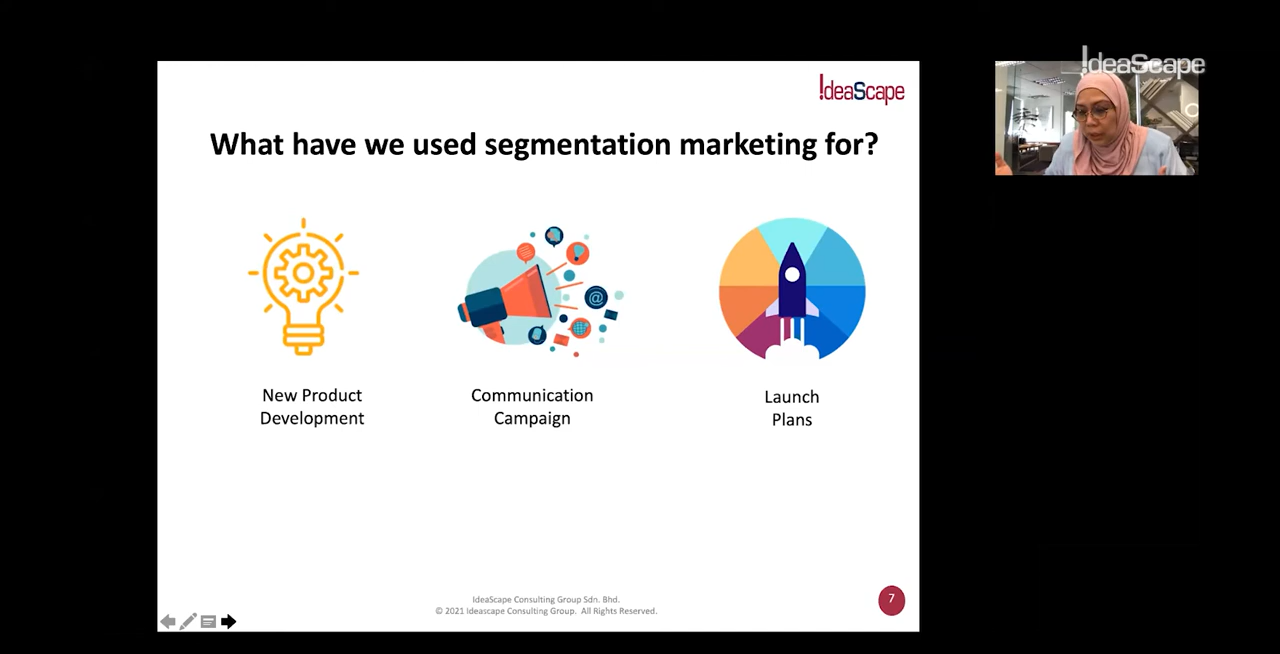 !deaScape
!deaScape
What have we used segmentation marketing for?
@
New Product
Development
Communication
Campaign
Launch
Plans
IdeaScape Consulting Group Sdn. Bhd.
© 2021 Ideascape Consulting Group. All Rights Reserved.
7